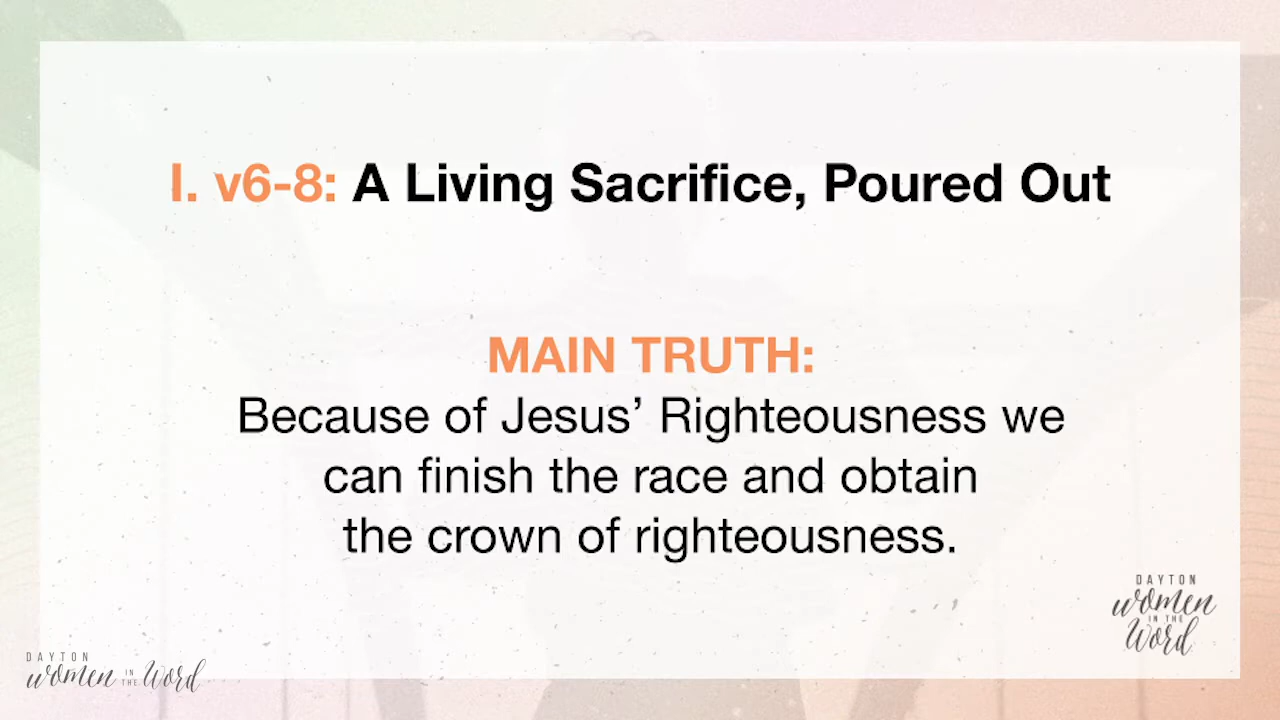 I. v6-8: A Living Sacrifice, Poured Out
MAIN TRUTH:
Because of Jesus’ Righteousness we
can finish the race and obtain
the crown of righteousness.
DAYTON
women
IN THE
Word
DAYTON
women IN THE Word